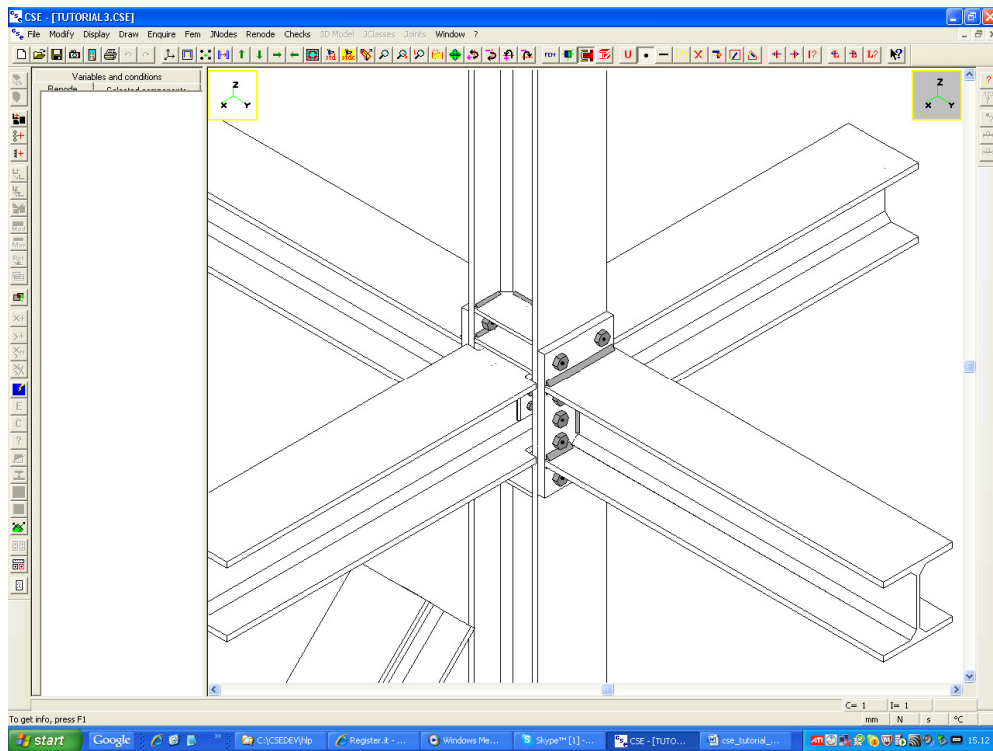 CSE - [TUTORIAL3.CSE]
File Modify Display Draw Enquire Fem JNodes Renode Checks 3D Model JClasses Joints Window ?
Variables and conditions
Renode Selected components
Z
X Y
Z
X Y
C= 1 I= 1
To get info, press F1
mm N s °C
start
Google
C:\CSEDEV\hlp
Register.it - ...
Windows Me...
Skype™ [1] -...
CSE - [TUTO...
cse_tutorial_...
15.12